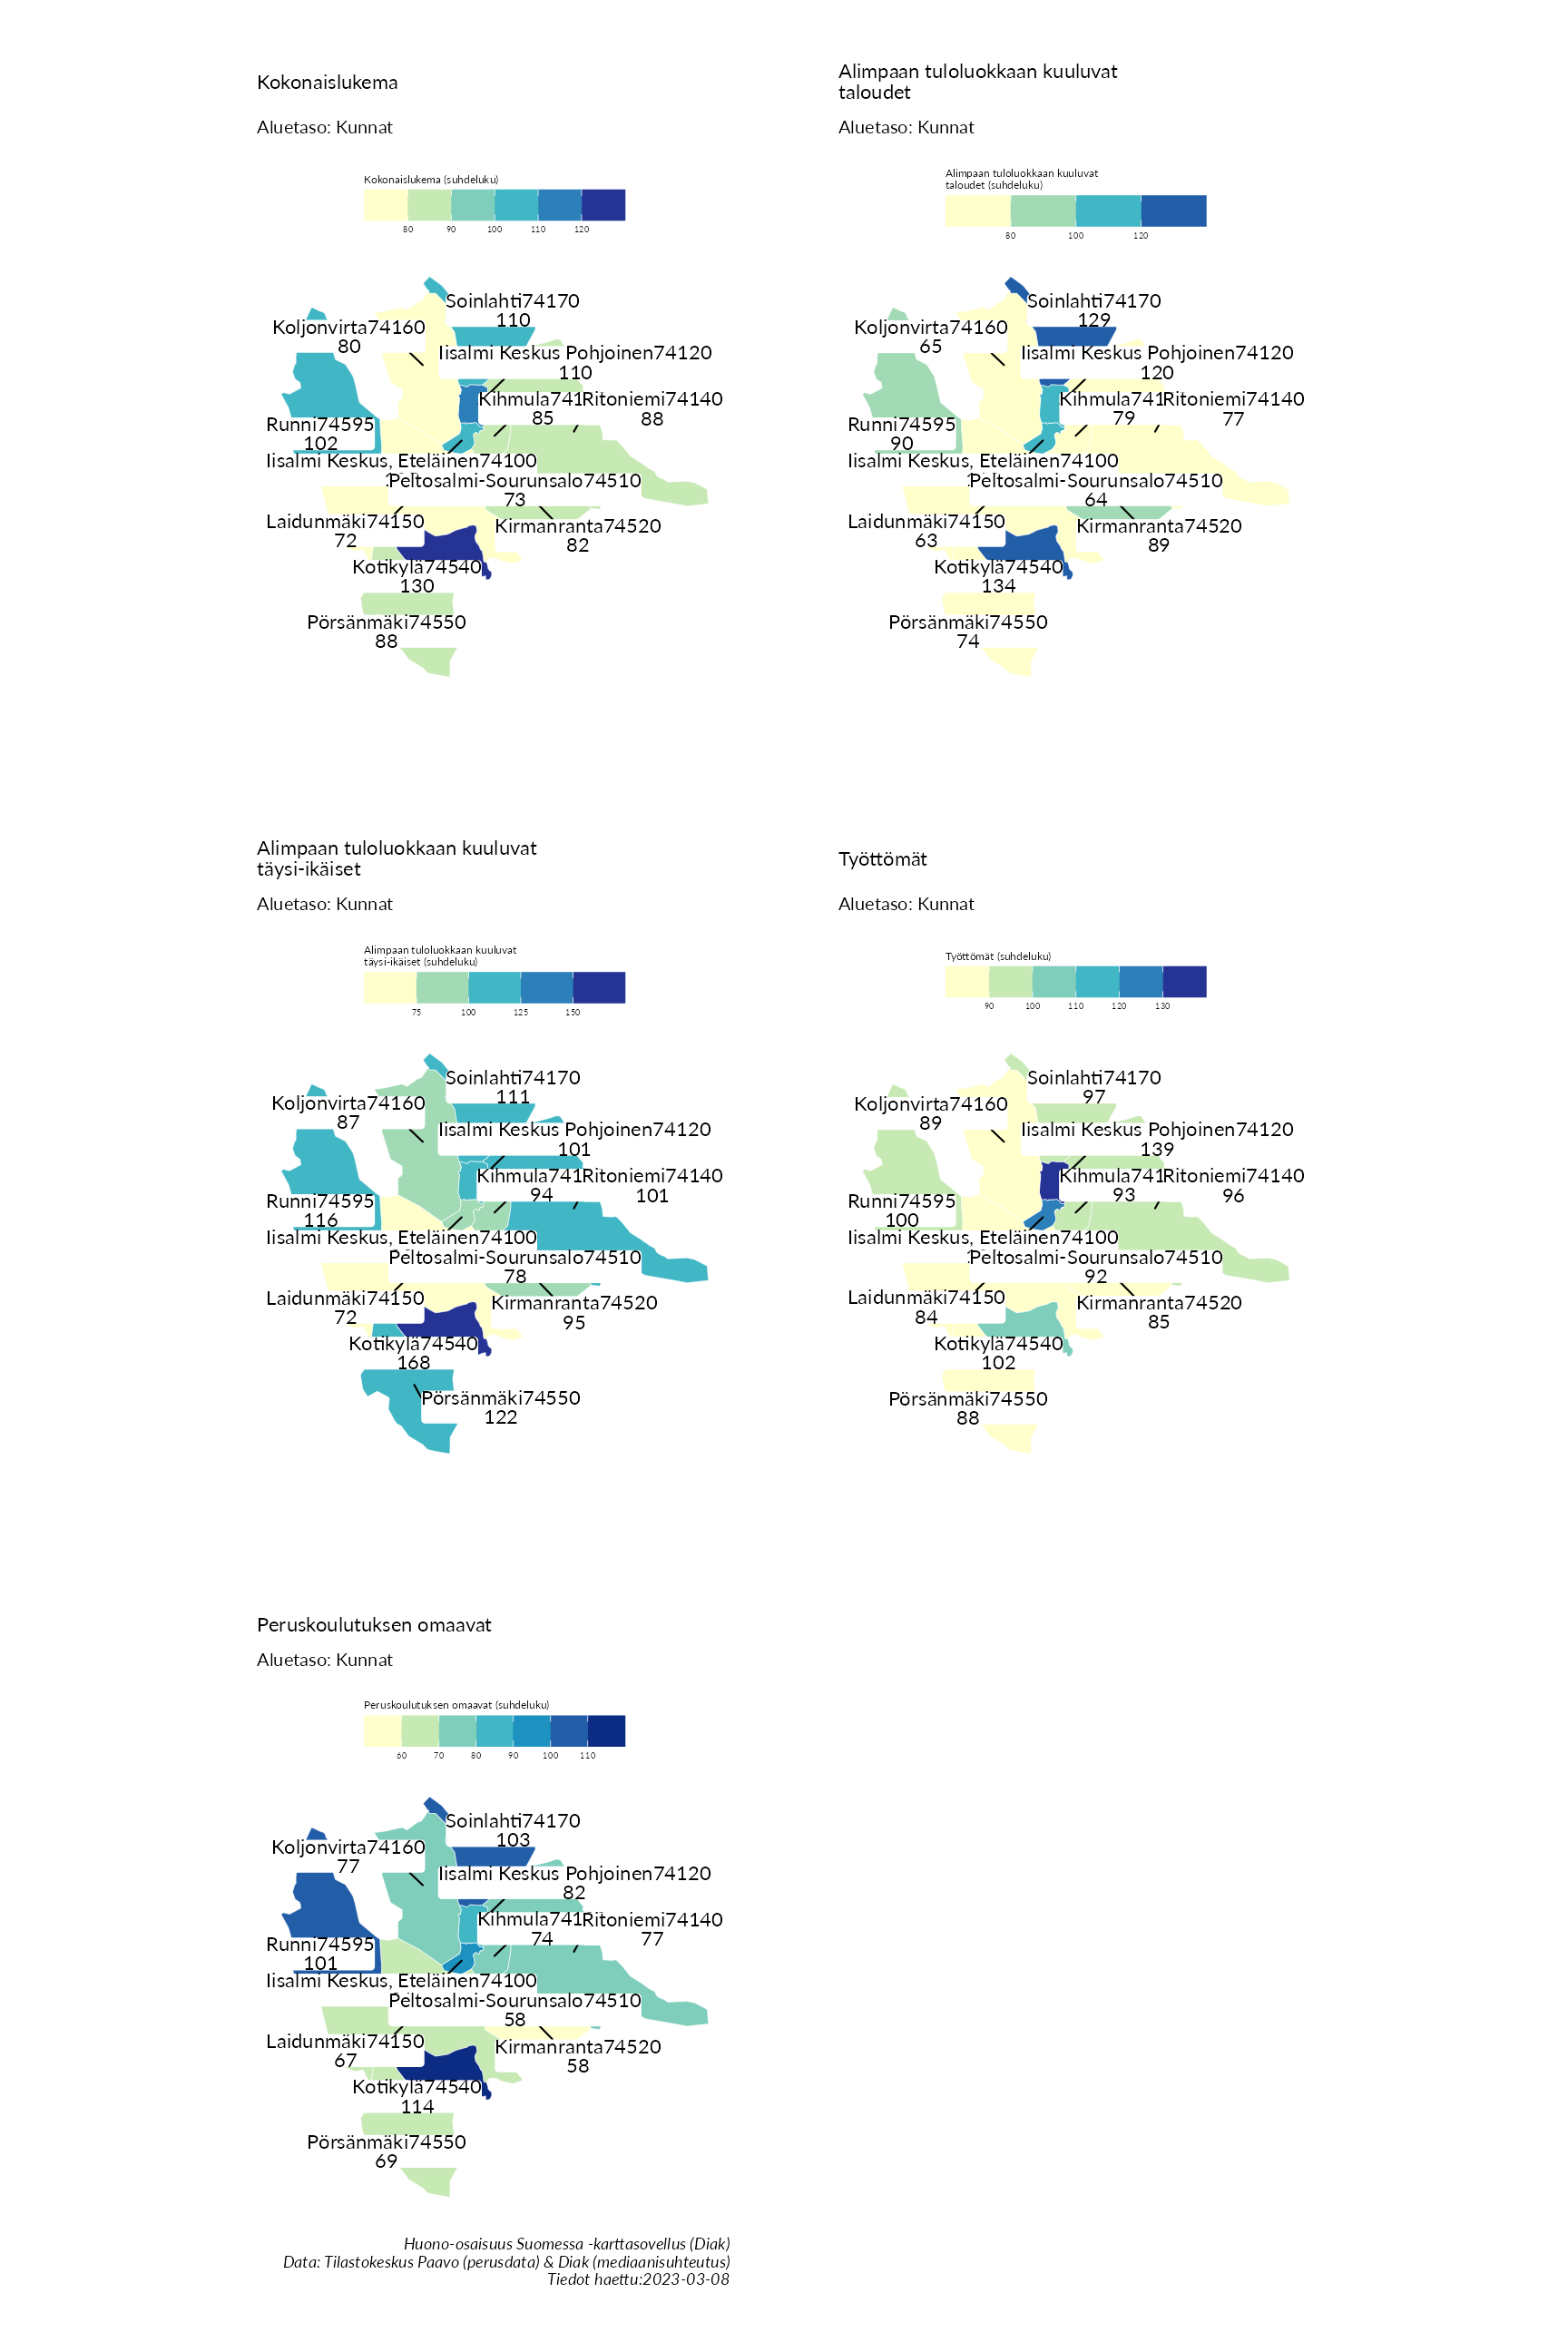 Kokonaislukema
Aluetaso: Kunnat
Kokonaislukema (suhdeluku)
80 90 100 110 120
Soinlahti74170
110
Koljonvirta74160
80
Iisalmi Keskus Pohjoinen74120
110
Kihmula741
85
Ritoniemi74140
88
Runni74595
102
Iisalmi Keskus, Eteläinen74100
Peltosalmi-Sourunsalo74510
73
Laidunmäki74150
72
Kirmanranta74520
82
Kotikylä74540
130
Pörsänmäki74550
88
Alimpaan tuloluokkaan kuuluvat
taloudet
Aluetaso: Kunnat
Alimpaan tuloluokkaan kuuluvat
taloudet (suhdeluku)
80 100 120
Soinlahti74170
129
Koljonvirta74160
65
Iisalmi Keskus Pohjoinen74120
120
Kihmula741
79
Ritoniemi74140
77
Runni74595
90
Iisalmi Keskus, Eteläinen74100
Peltosalmi-Sourunsalo74510
64
Laidunmäki74150
63
Kirmanranta74520
89
Kotikylä74540
134
Pörsänmäki74550
74
Alimpaan tuloluokkaan kuuluvat
täysi-ikäiset
Aluetaso: Kunnat
Alimpaan tuloluokkaan kuuluvat
täysi-ikäiset (suhdeluku)
75 100 125 150
Soinlahti74170
111
Koljonvirta74160
87
Iisalmi Keskus Pohjoinen74120
101
Kihmula741
94
Ritoniemi74140
101
Runni74595
116
Iisalmi Keskus, Eteläinen74100
Peltosalmi-Sourunsalo74510
78
Laidunmäki74150
72
Kirmanranta74520
95
Kotikylä74540
168
Pörsänmäki74550
122
Työttömät
Aluetaso: Kunnat
Työttömät (suhdeluku)
90 100 110 120 130
Soinlahti74170
97
Koljonvirta74160
89
Iisalmi Keskus Pohjoinen74120
139
Kihmula741
93
Ritoniemi74140
96
Runni74595
100
Iisalmi Keskus, Eteläinen74100
Peltosalmi-Sourunsalo74510
92
Laidunmäki74150
84
Kirmanranta74520
85
Kotikylä74540
102
Pörsänmäki74550
88
Peruskoulutuksen omaavat
Aluetaso: Kunnat
Peruskoulutuksen omaavat (suhdeluku)
60 70 80 90 100 110
Soinlahti74170
103
Koljonvirta74160
77
Iisalmi Keskus Pohjoinen74120
82
Kihmula741
74
Ritoniemi74140
77
Runni74595
101
Iisalmi Keskus, Eteläinen74100
Peltosalmi-Sourunsalo74510
58
Laidunmäki74150
67
Kirmanranta74520
58
Kotikylä74540
114
Pörsänmäki74550
69
Huono-osaisuus Suomessa -karttasovellus (Diak)
Data: Tilastokeskus Paavo (perusdata) & Diak (mediaanisuhteutus)
Tiedot haettu:2023-03-08